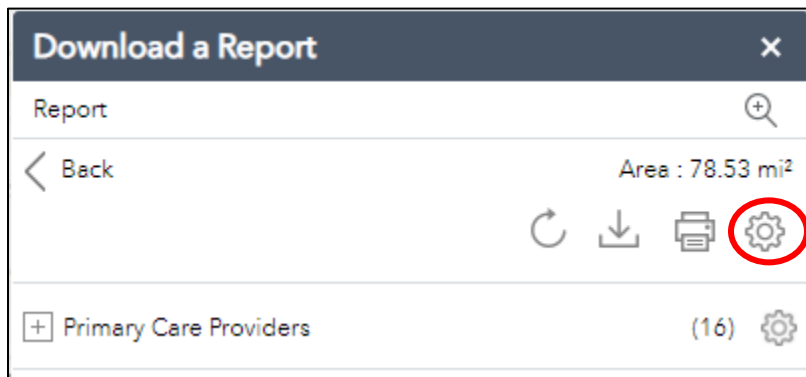 Download a Report
Report
Back
Area : 78.53 mi²
Primary Care Providers (16)